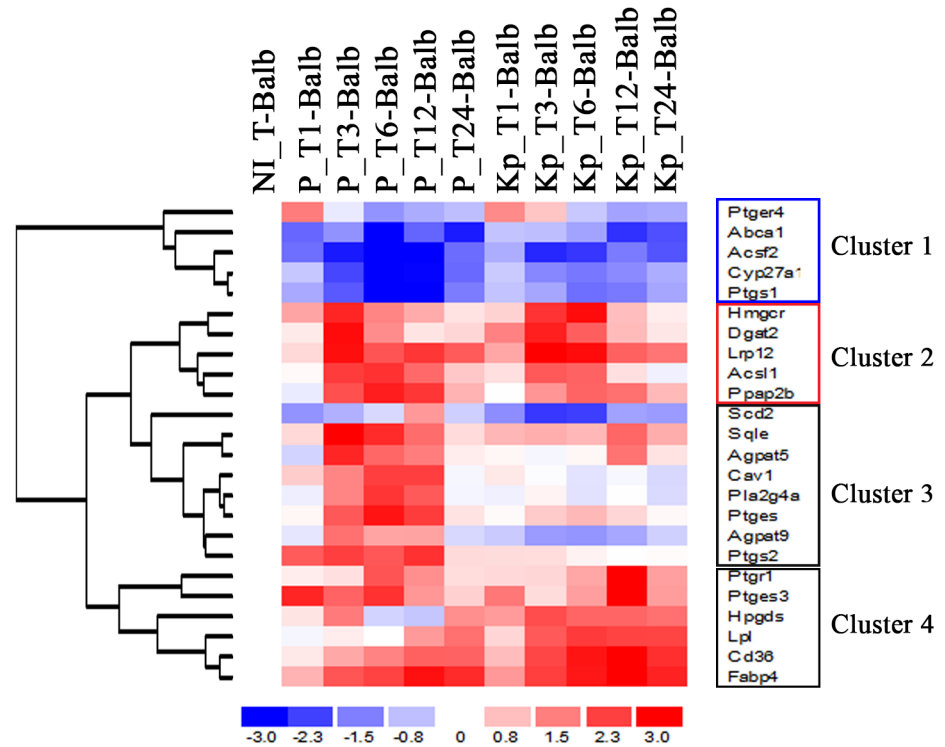 NI_T-Balb
P_T1-Balb
P_T3-Balb
P_T6-Balb
P_T12-Balb
P_T24-Balb
Kp_T1-Balb
Kp_T3-Balb
Kp_T6-Balb
Kp_T12-Balb
Kp_T24-Balb
Ptger4
Abca1
Acsf2
Cyp27a1
Ptgs1
Cluster 1
Hmgcr
Dgat2
Lrp12
Acsl1
Ppap2b
Cluster 2
Scd2
Sqle
Agpat5
Cav1
Pla2g4a
Ptges
Agpat9
Ptgs2
Cluster 3
Ptgr1
Ptges3
Hpgds
Lpl
Cd36
Fabp4
Cluster 4
-3.0 -2.3 -1.5 -0.8 0 0.8 1.5 2.3 3.0